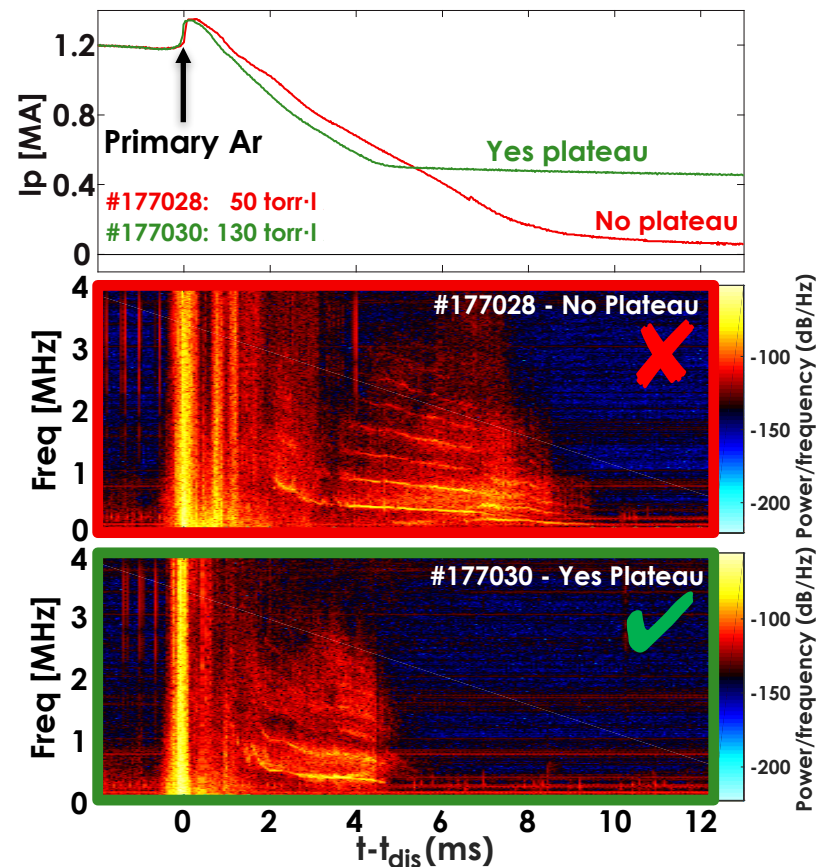 1.2
0.8
0.4
0
Ip [MA]
Primary Ar
Yes plateau
No plateau
#177028: 50 torr·l
#177030: 130 torr·l
4
3
2
1
0
Freq [MHz]
#177028 - No Plateau
-100
-150
-200
Power/frequency (dB/Hz)
4
3
2
1
0
Freq [MHz]
#177030 - Yes Plateau
-100
-150
-200
Power/frequency (dB/Hz)
0 2 4 6 8 10 12
t-tdis (ms)